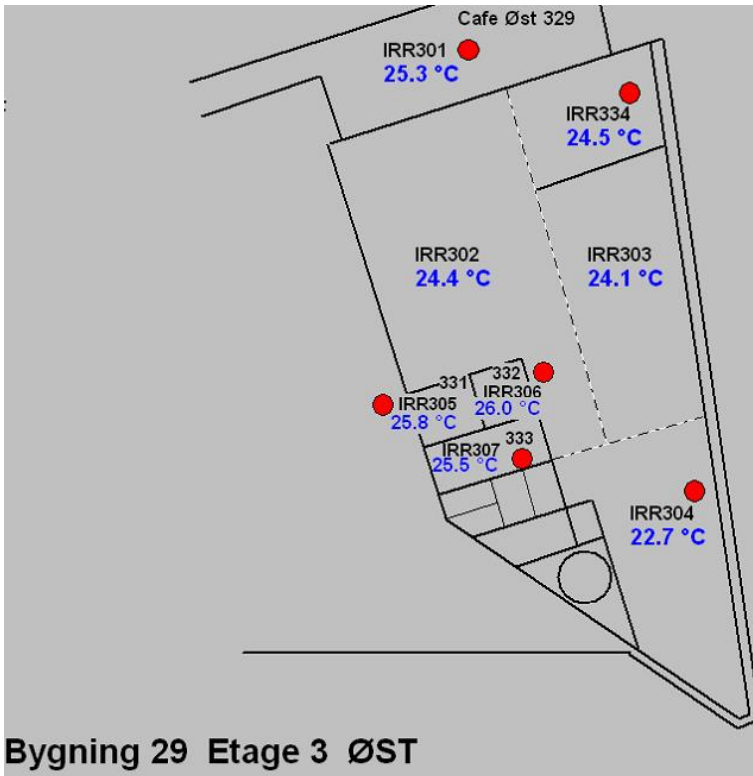 Cafe Øst 329
IRR301
25.3 °C
IRR334
24.5 °C
IRR302
24.4 °C
IRR303
24.1 °C
331
332
IRR305
25.8 °C
IRR306
26.0 °C
333
IRR307
25.5 °C
IRR304
22.7 °C
Bygning 29 Etage 3 ØST